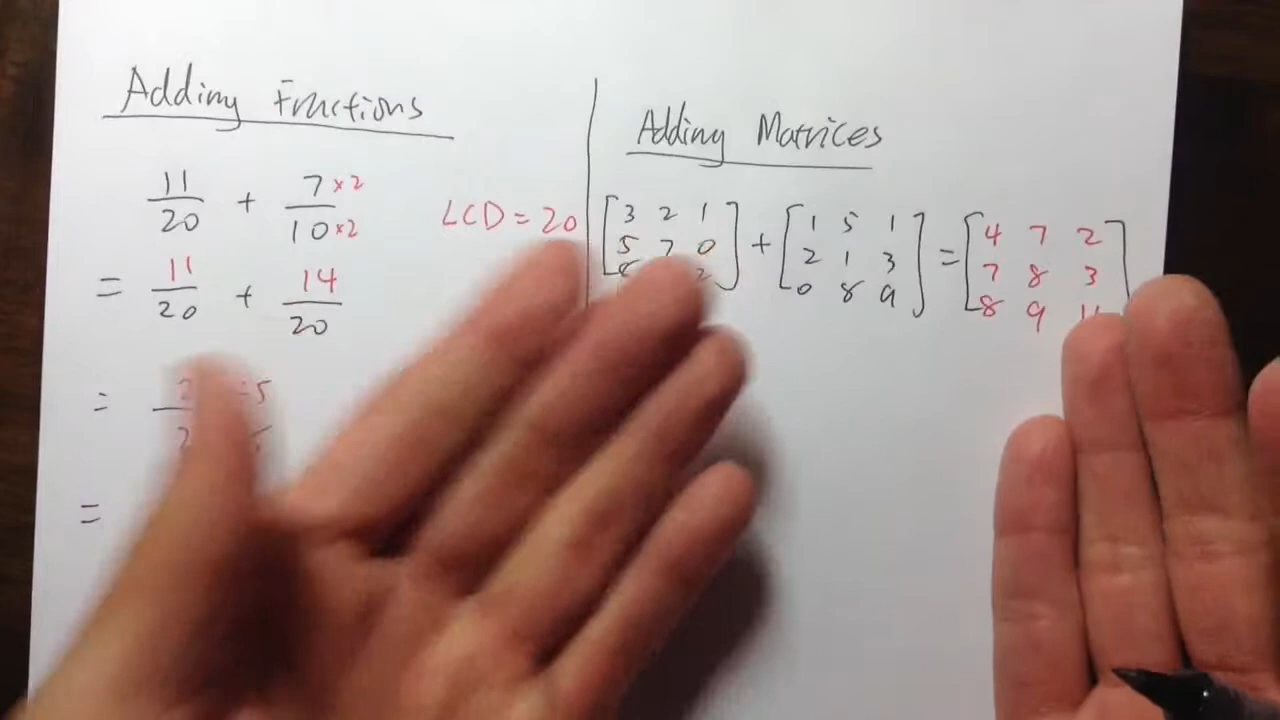 Adding Fractions
11/20 + 7×2/10×2
LCD = 20
= 11/20 + 14/20
=
÷5
=
Adding Matrices
[3 2 1] + [1 5 1] = [4 7 2]
[5 7 0] [2 1 3] [7 8 3]
2] [0 8 9] [8 9